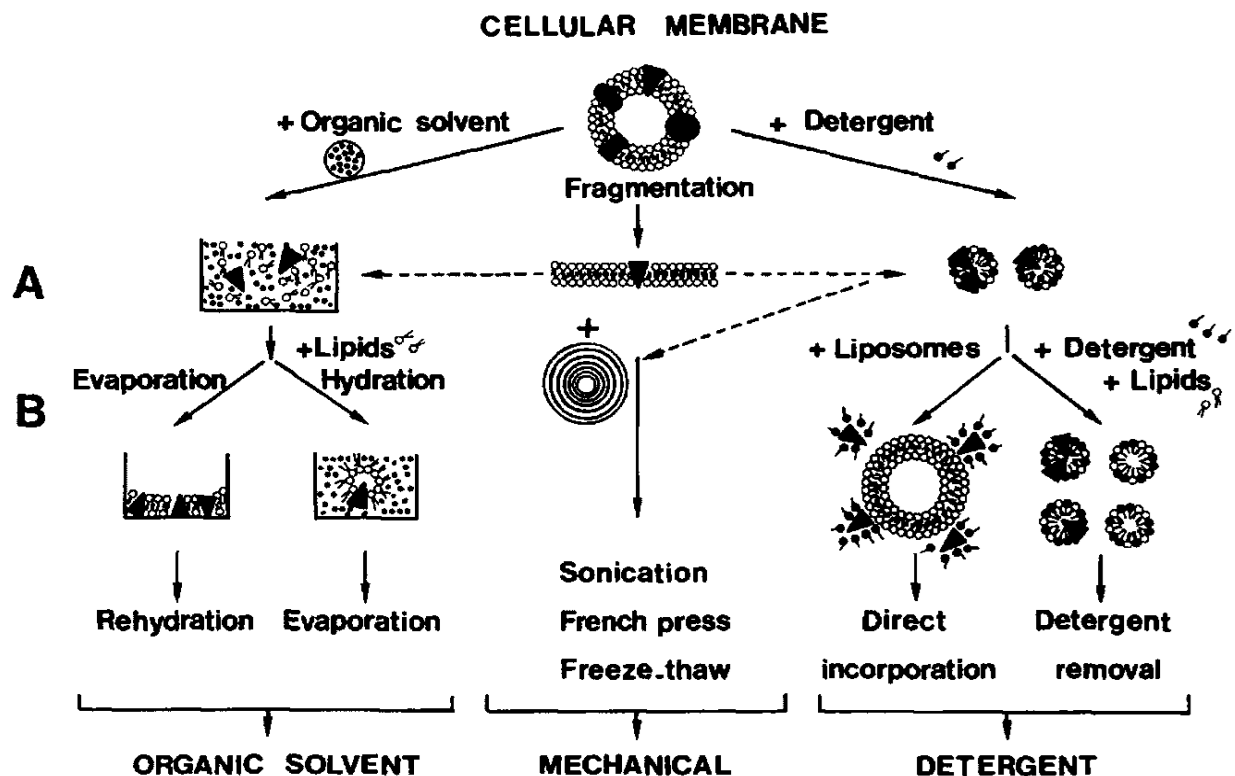 CELLULAR MEMBRANE
+ Organic solvent
+ Detergent
Fragmentation
A
+
+Lipids
+ Liposomes
+ Detergent
Evaporation
Hydration
+ Lipids
B
Sonication
Rehydration
Evaporation
French press
Direct
Detergent
Freeze-thaw
incorporation
removal
ORGANIC SOLVENT
MECHANICAL
DETERGENT